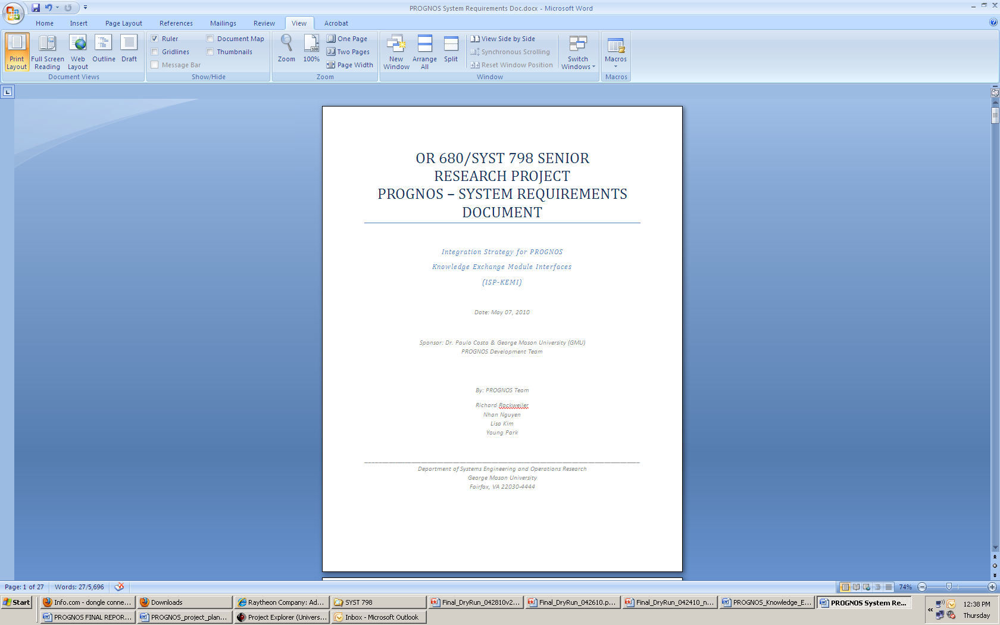 PROGNOS System Requirements Doc.docx - Microsoft Word
Home Insert Page Layout References Mailings Review View Acrobat
Print Layout
Full Screen Reading
Web Layout
Outline
Draft
Document Views
Ruler
Gridlines
Message Bar
Document Map
Thumbnails
Show/Hide
Zoom
100%
One Page
Two Pages
Page Width
Zoom
New Window
Arrange All
Split
View Side by Side
Synchronous Scrolling
Reset Window Position
Switch Windows
Window
Macros
Macros
OR 680/SYST 798 SENIOR
RESEARCH PROJECT
PROGNOS – SYSTEM REQUIREMENTS
DOCUMENT
Integration Strategy for PROGNOS
Knowledge Exchange Module Interfaces
(ISP-KEMI)
Date: May 07, 2010
Sponsor: Dr. Paulo Costa & George Mason University (GMU)
PROGNOS Development Team
By: PROGNOS Team
Richard Rockweiler
Nhan Nguyen
Lisa Kim
Young Park
Department of Systems Engineering and Operations Research
George Mason University
Fairfax, VA 22030-4444
Page: 1 of 27 Words: 27/5,696 74%
Start Info.com - dongle conne... Downloads Raytheon Company: Ad... SYST 798 Final_DryRun_042810v2... Final_DryRun_042610.p... Final_DryRun_042410_n... PROGNOS_Knowledge_E... PROGNOS System Re... 12:38 PM
PROGNOS FINAL REPOR... PROGNOS_project_plan... Project Explorer (Univers... Inbox - Microsoft Outlook Thursday